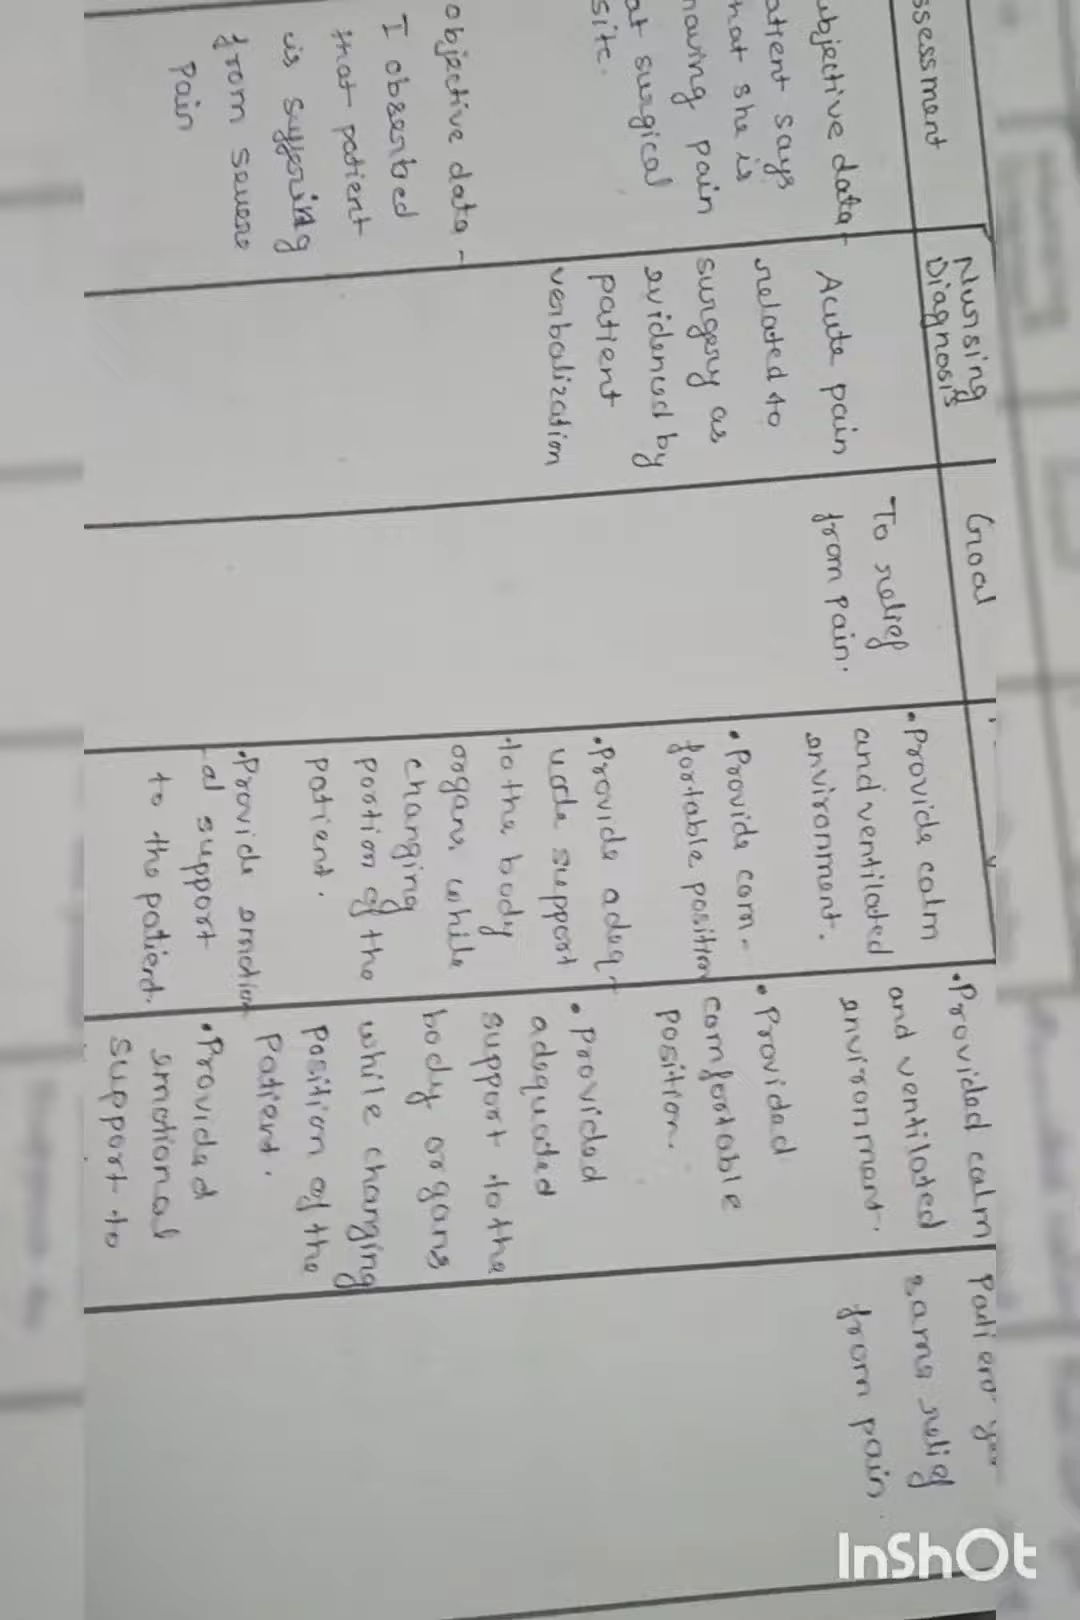 ssessment
ubjective data -
atient says
hat she is
having pain
at surgical
site.
objective data -
I observed
that patient
is suffering
from severe
pain
Nursing
Diagnosis
Acute pain
related to
surgery as
evidenced by
patient
verbalization
Goal
To relief
from pain.
• Provide calm
and ventilated
environment.
• Provide com-
fortable position
• Provide adeq-
uate support
to the body
organs while
changing
portion of the
patient.
• Provide emotion
al support
to the patient.
• Provided calm
and ventilated
environment.
• Provided
comfortable
position.
• Provided
adequated
support to the
body organs
while changing
position of the
patient.
• Provided
emotional
support to
Patient
some relief
from pain.
InShOt